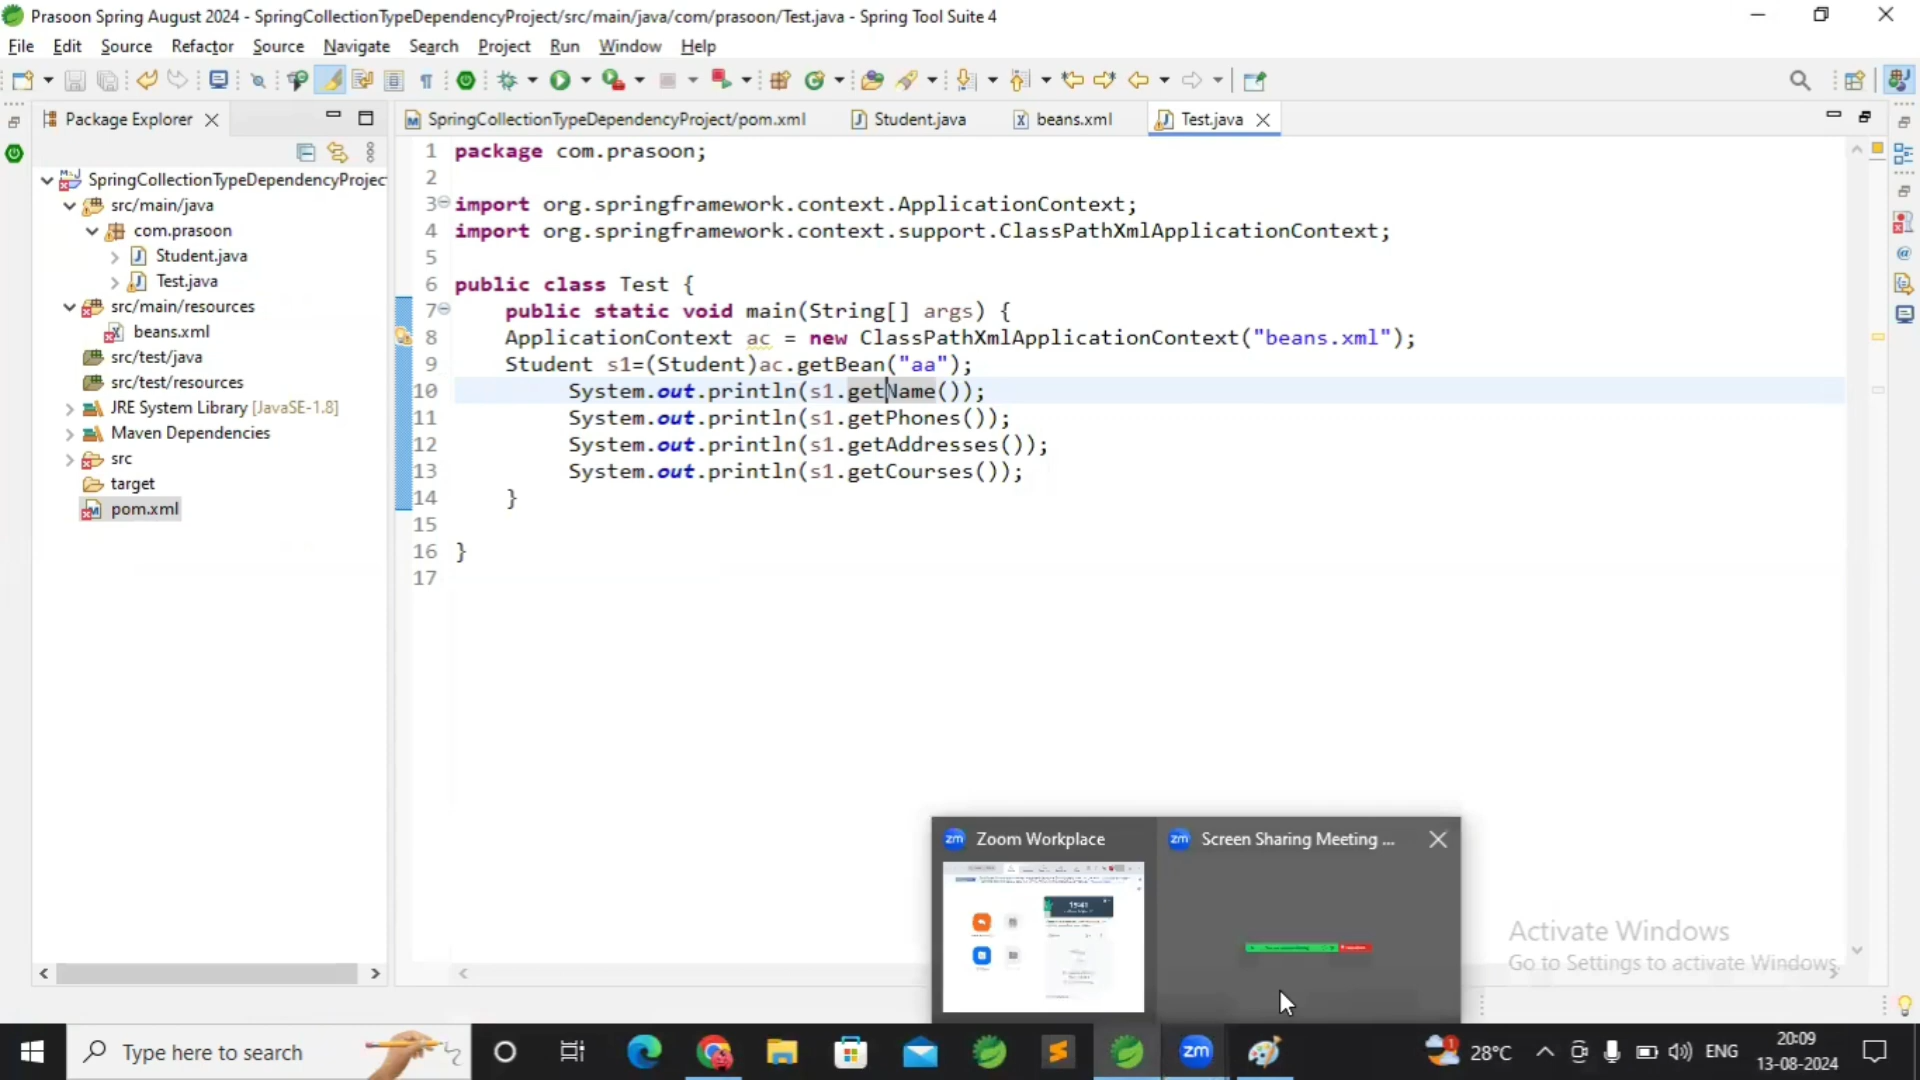 Prasoon Spring August 2024 - SpringCollectionTypeDependencyProject/src/main/java/com/prasoon/Test.java - Spring Tool Suite 4
File Edit Source Refactor Source Navigate Search Project Run Window Help
Package Explorer
SpringCollectionTypeDependencyProject/pom.xml Student.java beans.xml Test.java
SpringCollectionTypeDependencyProjec
src/main/java
com.prasoon
Student.java
Test.java
src/main/resources
beans.xml
src/test/java
src/test/resources
JRE System Library [JavaSE-1.8]
Maven Dependencies
src
target
pom.xml
1 package com.prasoon;
2
3 import org.springframework.context.ApplicationContext;
4 import org.springframework.context.support.ClassPathXmlApplicationContext;
5
6 public class Test {
7 public static void main(String[] args) {
8 ApplicationContext ac = new ClassPathXmlApplicationContext("beans.xml");
9 Student s1=(Student)ac.getBean("aa");
10 System.out.println(s1.getName());
11 System.out.println(s1.getPhones());
12 System.out.println(s1.getAddresses());
13 System.out.println(s1.getCourses());
14 }
15
16 }
17
zm Zoom Workplace
zm Screen Sharing Meeting ...
Activate Windows
Go to Settings to activate Windows.
Type here to search
zm
28°C
ENG
20:09
13-08-2024